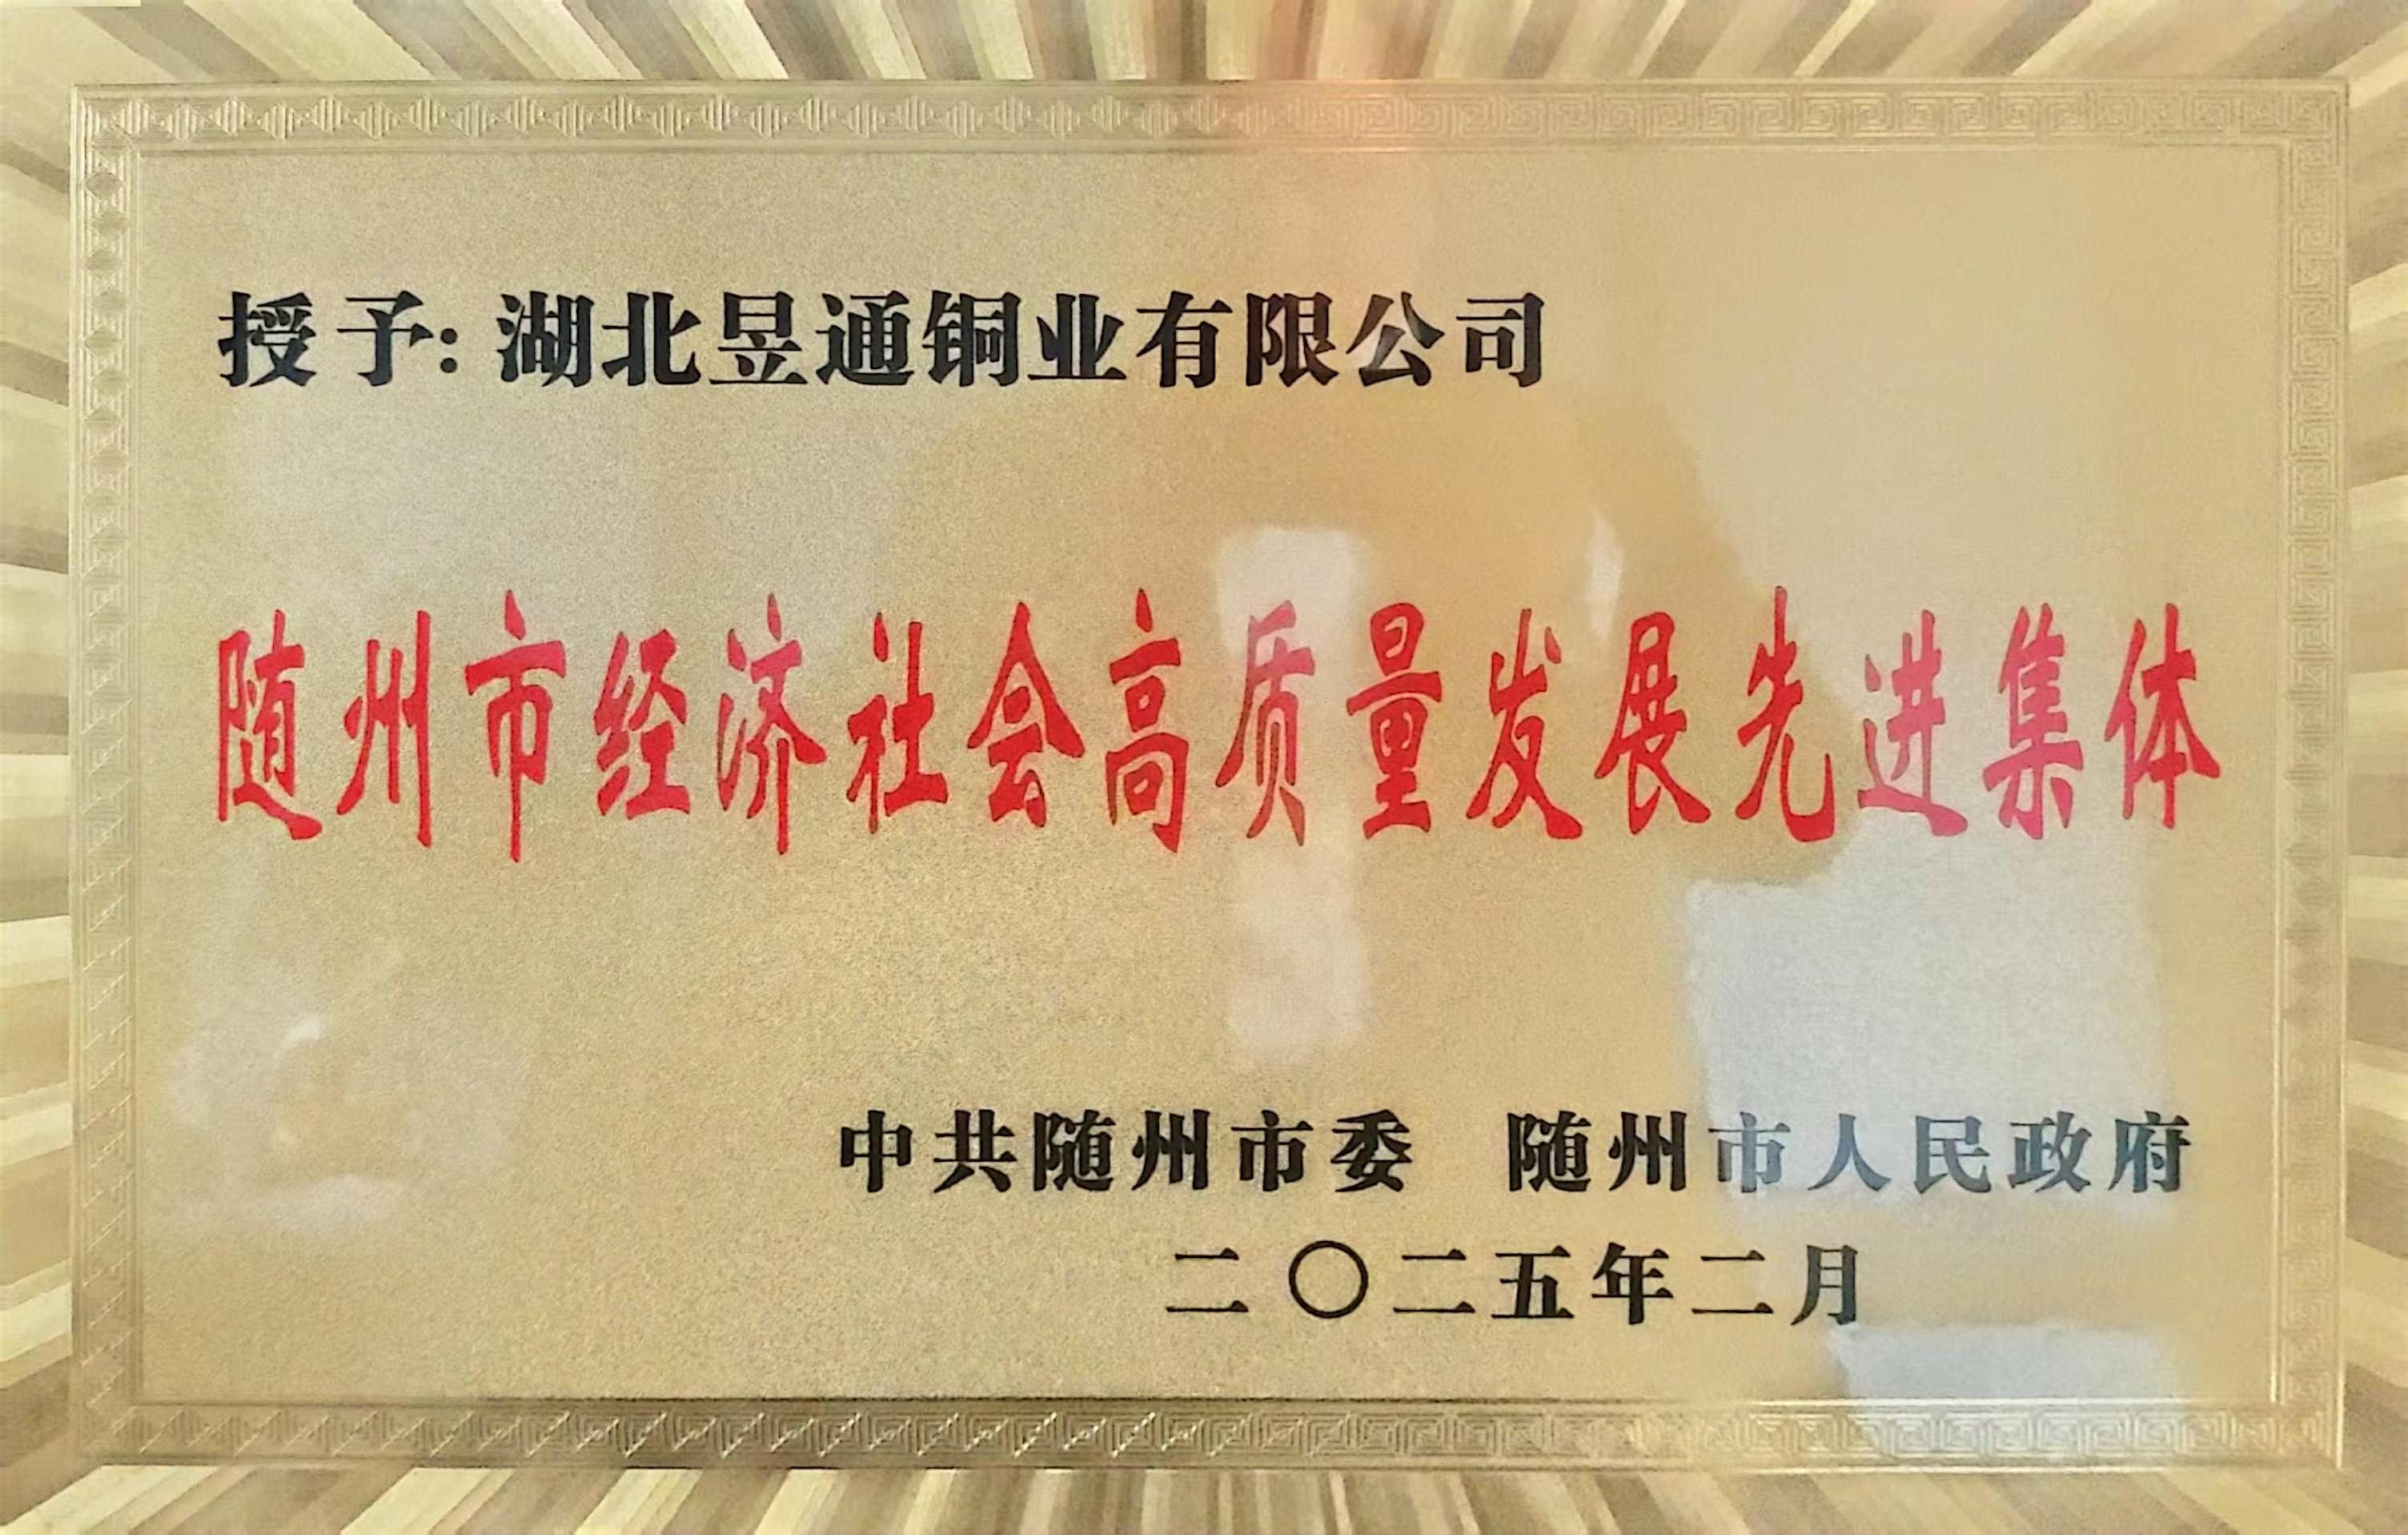 授予：湖北昱通铜业有限公司
随州市经济社会高质量发展先进集体
中共随州市委 随州市人民政府
二〇二五年二月